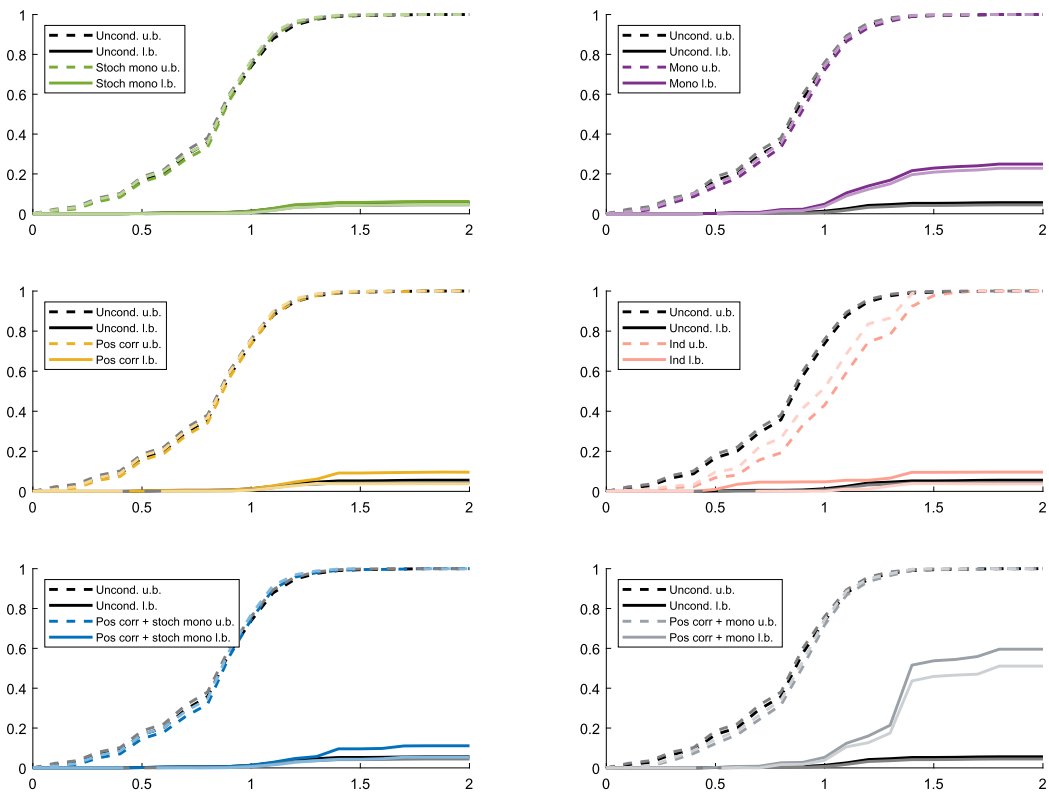 1
0.8
0.6
0.4
0.2
0
0
0.5
1
1.5
2
Uncond. u.b.
Uncond. l.b.
Stoch mono u.b.
Stoch mono l.b.
1
0.8
0.6
0.4
0.2
0
0
0.5
1
1.5
2
Uncond. u.b.
Uncond. l.b.
Mono u.b.
Mono l.b.
1
0.8
0.6
0.4
0.2
0
0
0.5
1
1.5
2
Uncond. u.b.
Uncond. l.b.
Pos corr u.b.
Pos corr l.b.
1
0.8
0.6
0.4
0.2
0
0
0.5
1
1.5
2
Uncond. u.b.
Uncond. l.b.
Ind u.b.
Ind l.b.
1
0.8
0.6
0.4
0.2
0
0
0.5
1
1.5
2
Uncond. u.b.
Uncond. l.b.
Pos corr + stoch mono u.b.
Pos corr + stoch mono l.b.
1
0.8
0.6
0.4
0.2
0
0
0.5
1
1.5
2
Uncond. u.b.
Uncond. l.b.
Pos corr + mono u.b.
Pos corr + mono l.b.